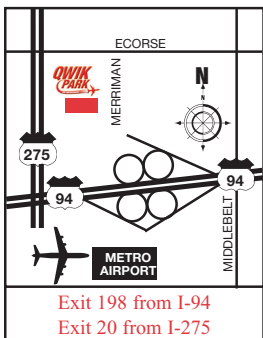 ECORSE
QWIK
PARK
MERRIMAN
N
275
94
94
MIDDLEBELT
METRO
AIRPORT
Exit 198 from I-94
Exit 20 from I-275